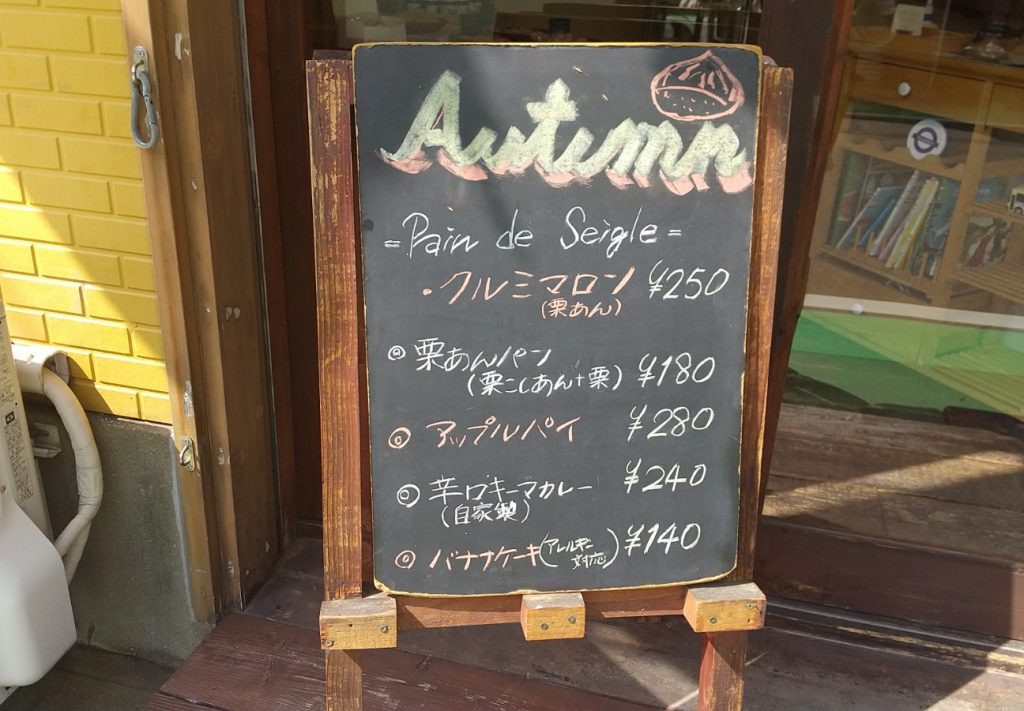 Autumn
= Pain de Seigle =
・クルミマロン ¥250
(栗あん)
◎ 栗あんパン
(栗こしあん+栗) ¥180
◎ アップルパイ ¥280
◎ 辛口キーマカレー ¥240
(自家製)
◎ バナナケーキ(アレルギー対応) ¥140